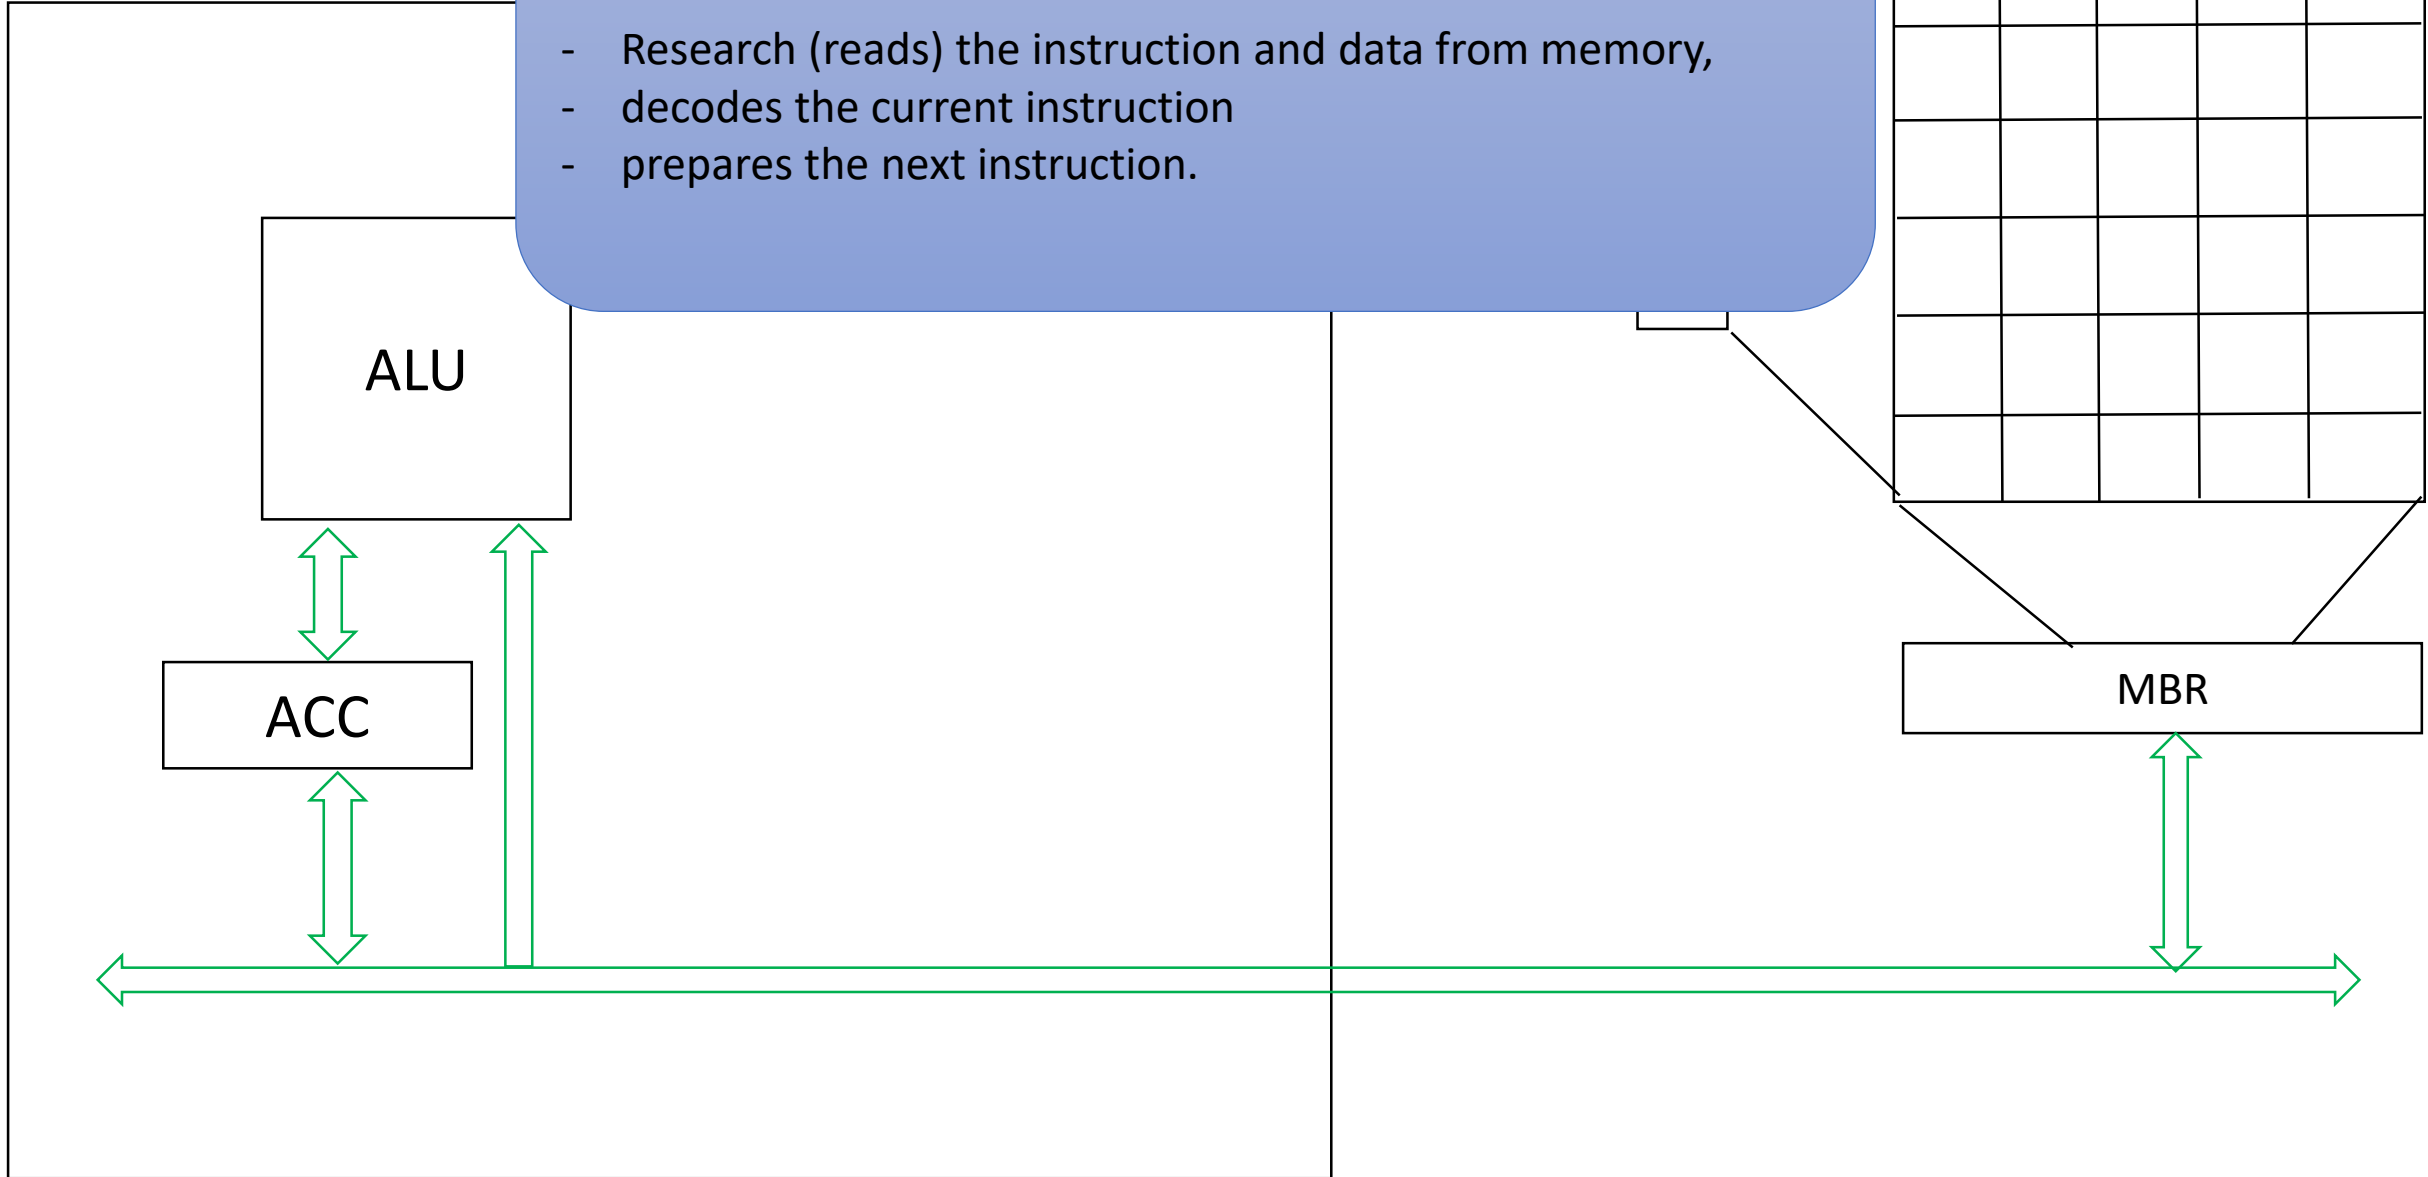 - Research (reads) the instruction and data from memory,
- decodes the current instruction
- prepares the next instruction.
ALU
ACC
MBR